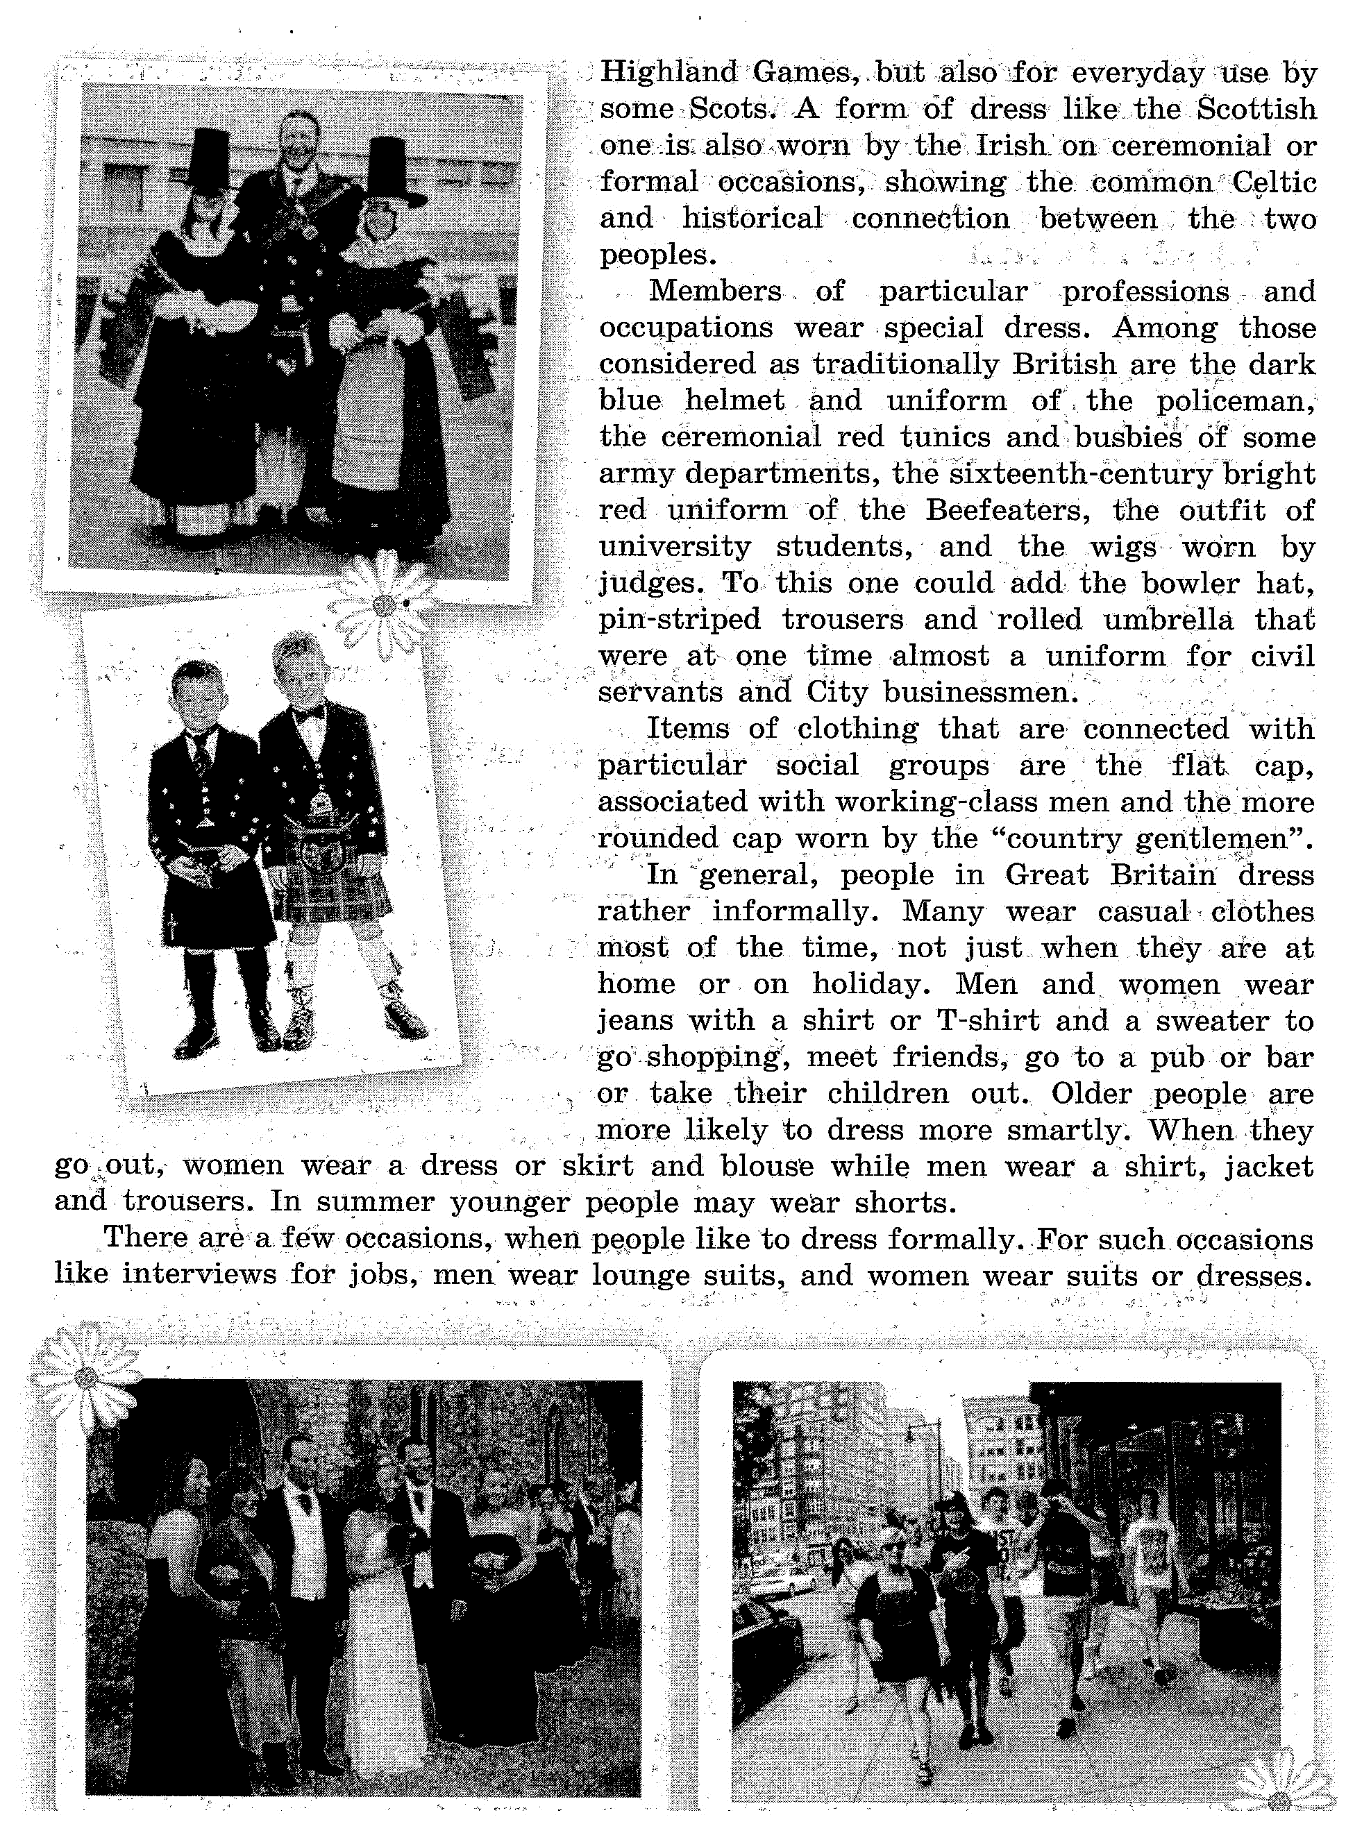 Highland Games, but also for everyday use by
some Scots. A form of dress like the Scottish
one is also worn by the Irish on ceremonial or
formal occasions, showing the common Celtic
and historical connection between the two
peoples.
Members of particular professions and
occupations wear special dress. Among those
considered as traditionally British are the dark
blue helmet and uniform of the policeman,
the ceremonial red tunics and busbies of some
army departments, the sixteenth-century bright
red uniform of the Beefeaters, the outfit of
university students, and the wigs worn by
judges. To this one could add the bowler hat,
pin-striped trousers and rolled umbrella that
were at one time almost a uniform for civil
servants and City businessmen.
Items of clothing that are connected with
particular social groups are the flat cap,
associated with working-class men and the more
rounded cap worn by the “country gentlemen”.
In general, people in Great Britain dress
rather informally. Many wear casual clothes
most of the time, not just when they are at
home or on holiday. Men and women wear
jeans with a shirt or T-shirt and a sweater to
go shopping, meet friends, go to a pub or bar
or take their children out. Older people are
more likely to dress more smartly. When they
go out, women wear a dress or skirt and blouse while men wear a shirt, jacket
and trousers. In summer younger people may wear shorts.
There are a few occasions, when people like to dress formally. For such occasions
like interviews for jobs, men wear lounge suits, and women wear suits or dresses.